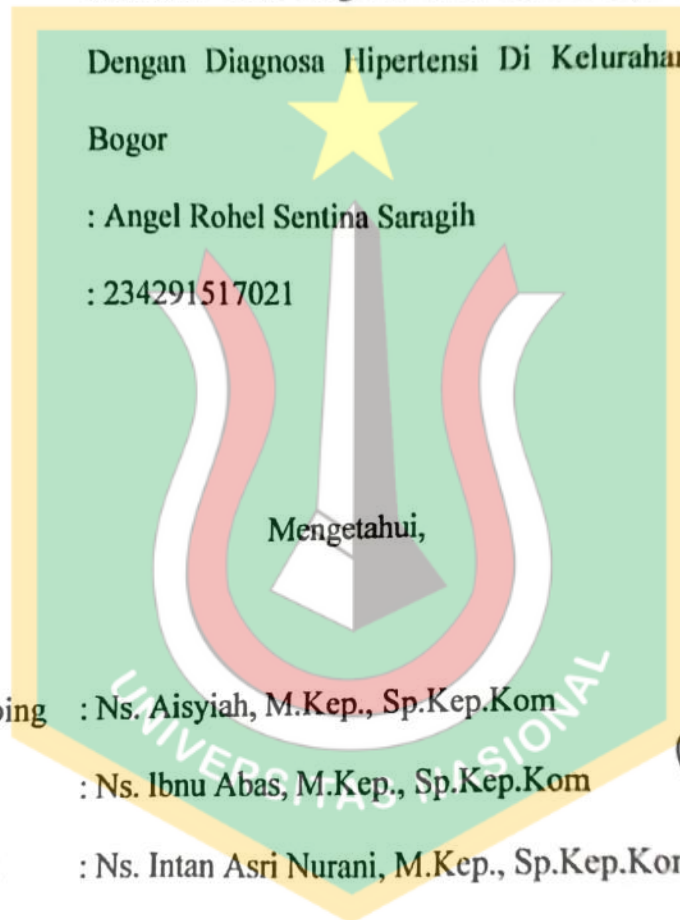 Dengan Diagnosa Hipertensi Di Kelurahan
Bogor
: Angel Rohel Sentina Saragih
: 234291517021
Mengetahui,
: Ns. Aisyiah, M.Kep., Sp.Kep.Kom
: Ns. Ibnu Abas, M.Kep., Sp.Kep.Kom
: Ns. Intan Asri Nurani, M.Kep., Sp.Kep.Kom
UNIVERSITAS NASIONAL